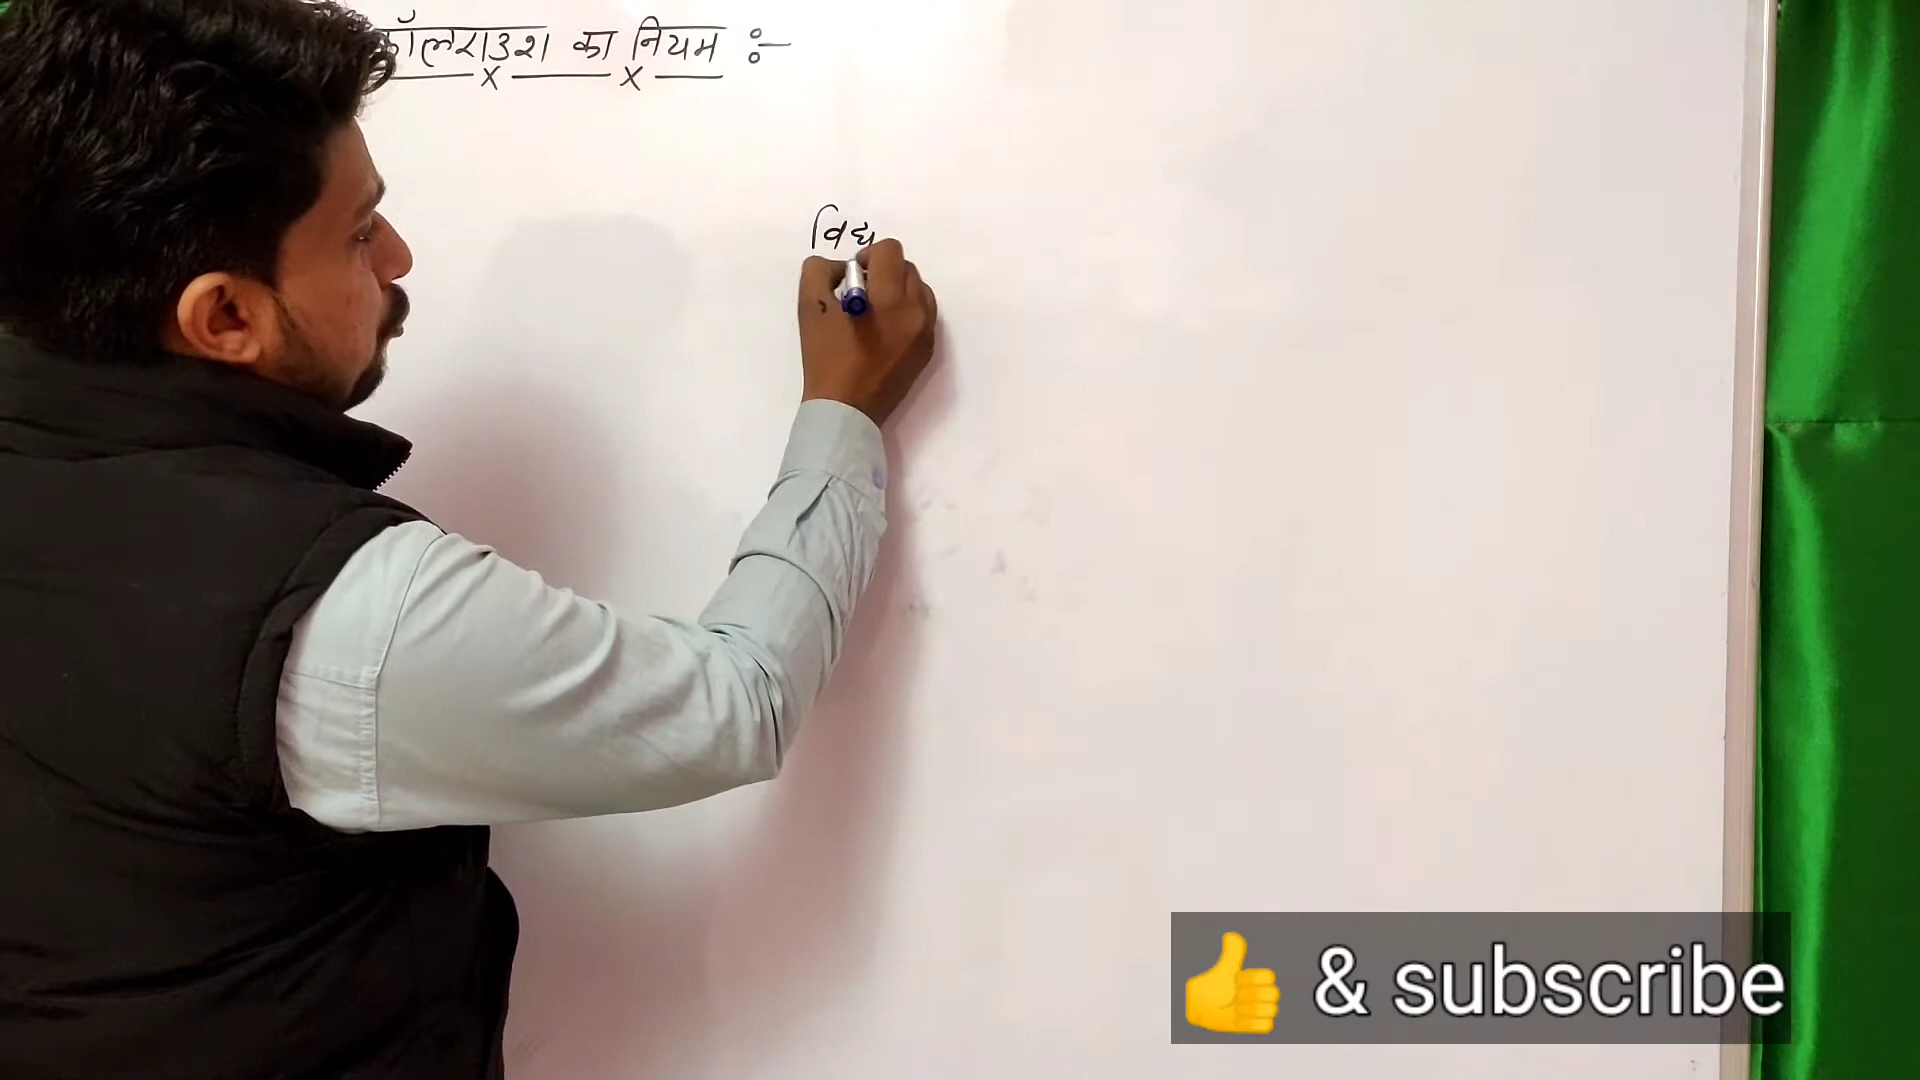 कॉलराउश का नियम :-
विद्य
👍 & subscribe